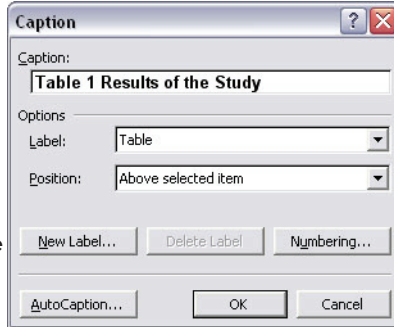 Caption
Caption:
Table 1 Results of the Study
Options
Label: Table
Position: Above selected item
New Label... Delete Label Numbering...
AutoCaption... OK Cancel